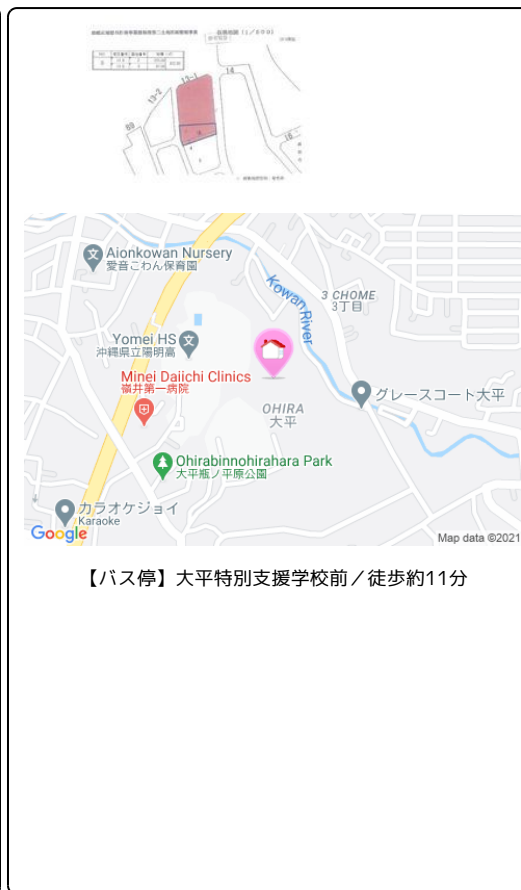 14
13-1
13-2
89
16
Aionkowan Nursery
愛音こわん保育園
Kowan River
3 CHOME
3丁目
Yomei HS
沖縄県立陽明高
Minei Daiichi Clinics
嶺井第一病院
グレースコート大平
OHIRA
大平
Ohirabinnohirahara Park
大平瓶ノ平原公園
カラオケジョイ
Karaoke
Google
Map data ©2021
【バス停】大平特別支援学校前／徒歩約11分